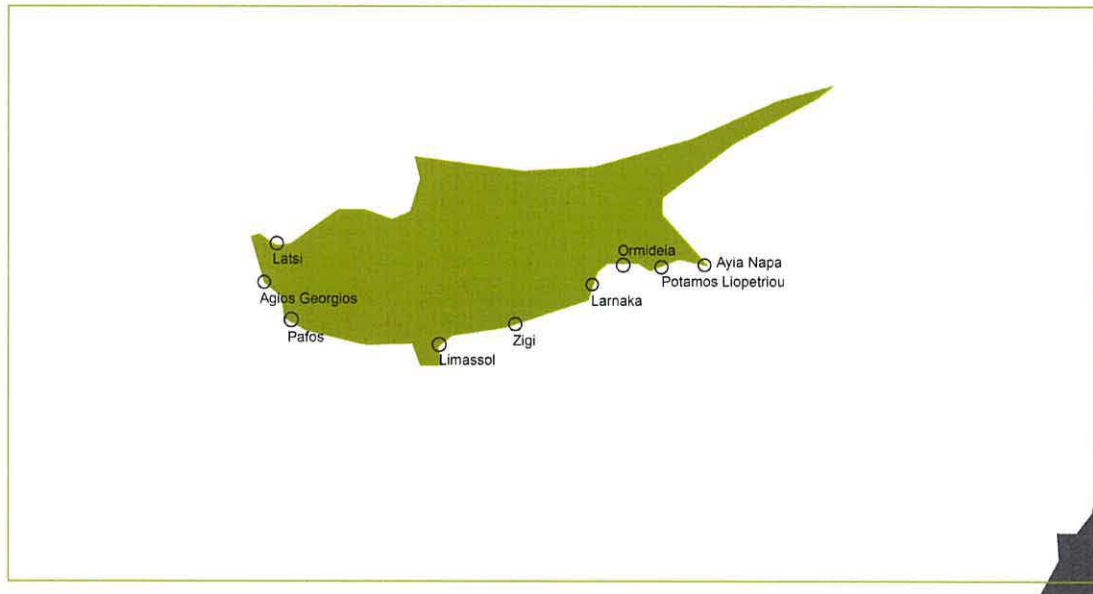 Latsi
Ormideia
Ayia Napa
Potamos Liopetriou
Agios Georgios
Larnaka
Pafos
Zigi
Limassol